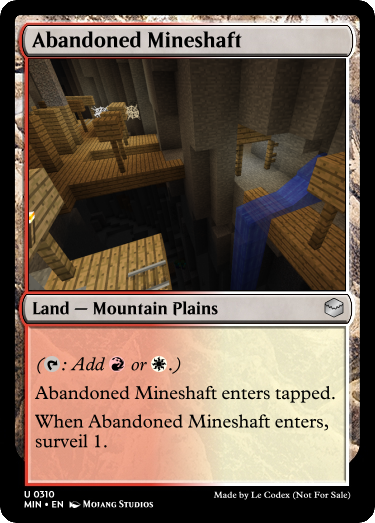 Abandoned Mineshaft
Land — Mountain Plains
(: Add or .)
Abandoned Mineshaft enters tapped.
When Abandoned Mineshaft enters,
surveil 1.
U 0310
MIN • EN Mojang Studios
Made by Le Codex (Not For Sale)